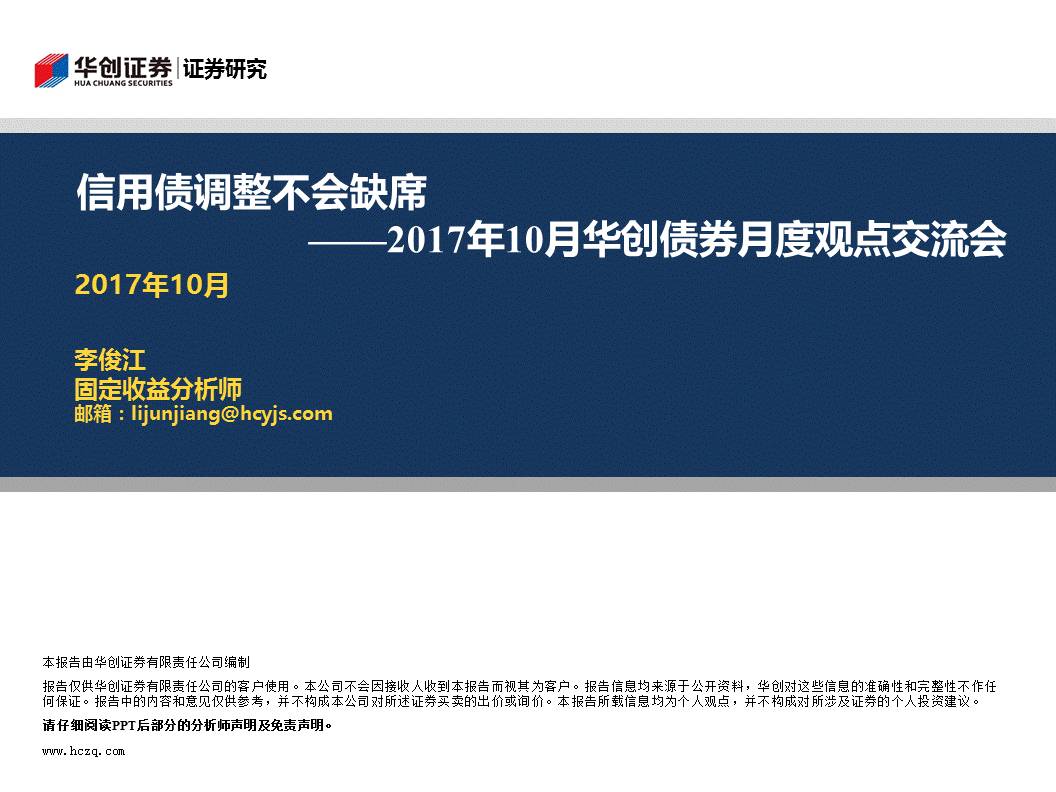 华创证券|证券研究
HUA CHUANG SECURITIES
信用债调整不会缺席
——2017年10月华创债券月度观点交流会
2017年10月
李俊江
固定收益分析师
邮箱：lijunjiang@hcyjs.com
本报告由华创证券有限责任公司编制
报告仅供华创证券有限责任公司的客户使用。本公司不会因接收人收到本报告而视其为客户。报告信息均来源于公开资料，华创对这些信息的准确性和完整性不作任
何保证。报告中的内容和意见仅供参考，并不构成本公司对所述证券买卖的出价或询价。本报告所载信息均为个人观点，并不构成对所涉及证券的个人投资建议。
请仔细阅读PPT后部分的分析师声明及免责声明。
www.hczq.com